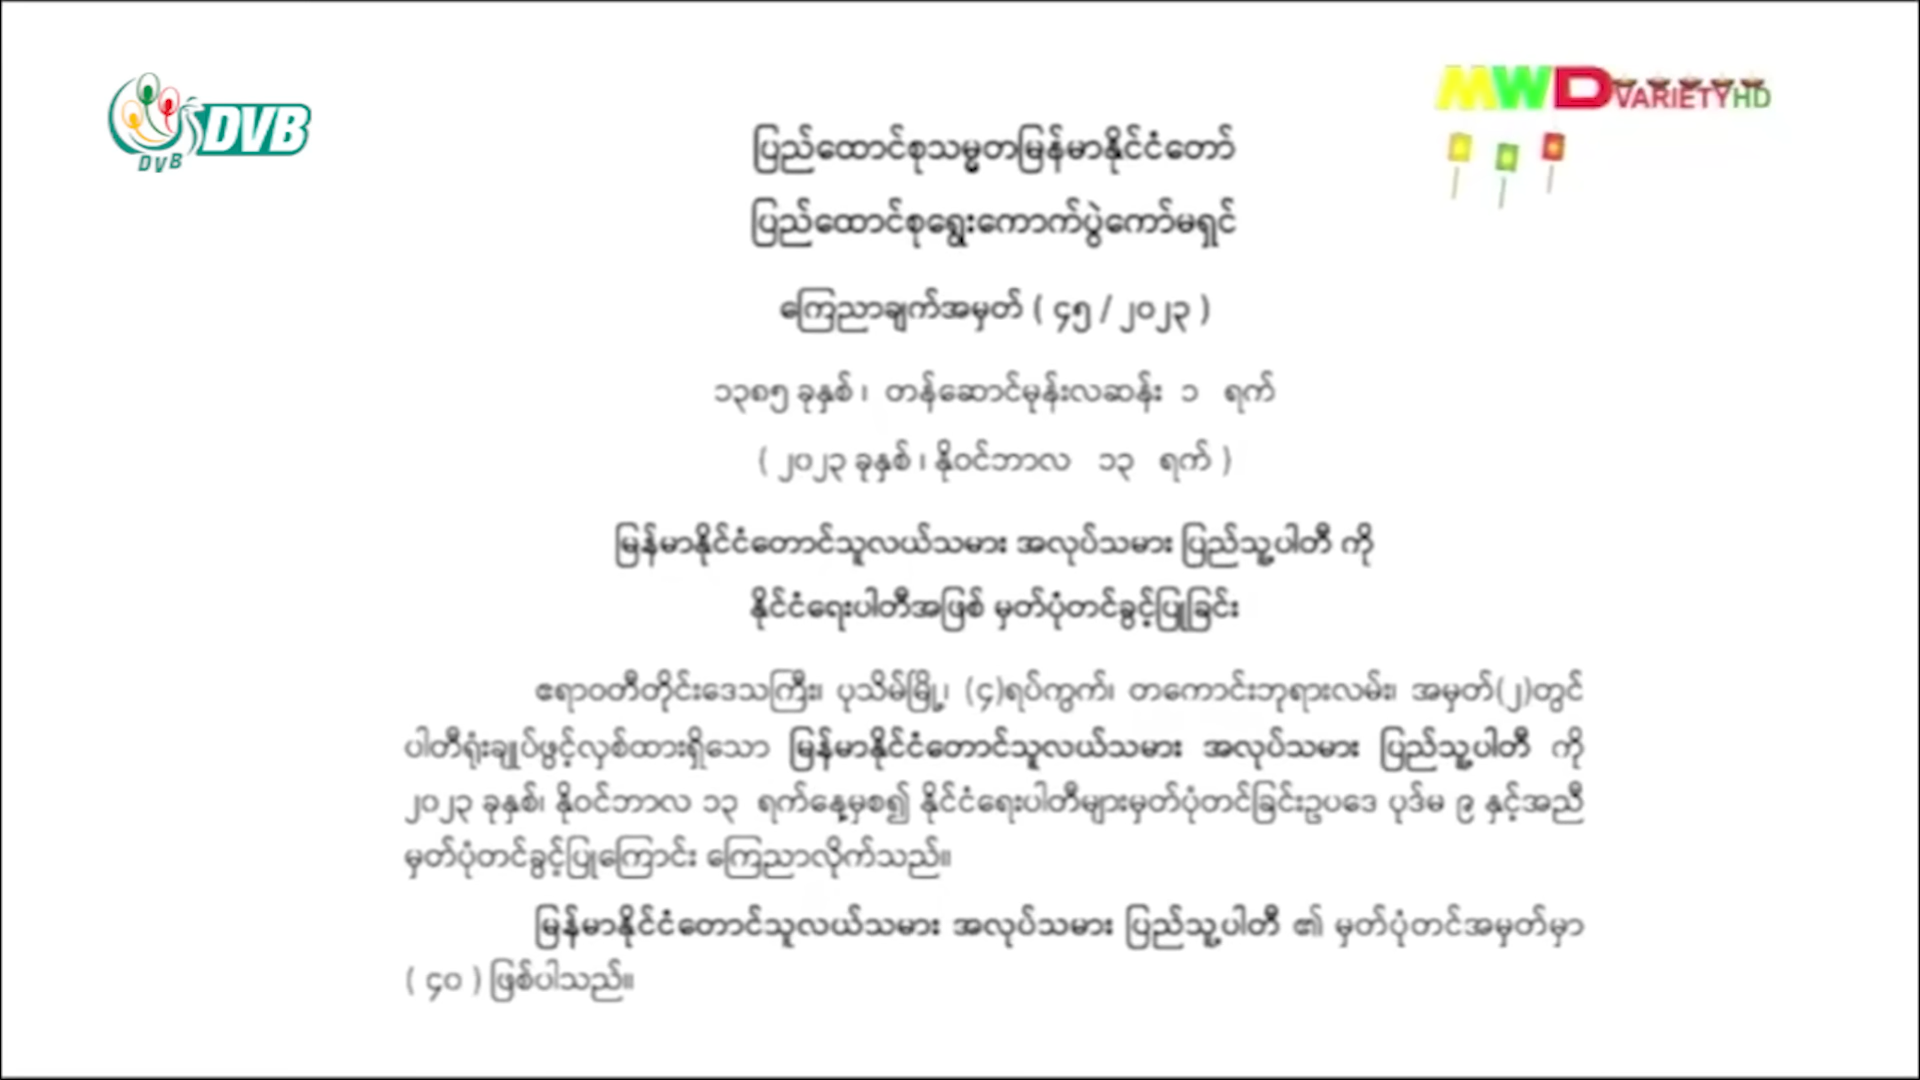 DVB
DVB
MWD VARIETY HD
ပြည်ထောင်စုသမ္မတမြန်မာနိုင်ငံတော်
ပြည်ထောင်စုရွေးကောက်ပွဲကော်မရှင်
ကြေညာချက်အမှတ် ( ၄၅ / ၂၀၂၃ )
၁၃၈၅ ခုနှစ် ၊ တန်ဆောင်မုန်းလဆန်း ၁ ရက်
( ၂၀၂၃ ခုနှစ် ၊ နိုဝင်ဘာလ ၁၃ ရက် )
မြန်မာနိုင်ငံတောင်သူလယ်သမား အလုပ်သမား ပြည်သူ့ပါတီ ကို
နိုင်ငံရေးပါတီအဖြစ် မှတ်ပုံတင်ခွင့်ပြုခြင်း
ဧရာဝတီတိုင်းဒေသကြီး၊ ပုသိမ်မြို့၊ (၄)ရပ်ကွက်၊ တကောင်းဘုရားလမ်း၊ အမှတ်(၂)တွင်
ပါတီရုံးချုပ်ဖွင့်လှစ်ထားရှိသော မြန်မာနိုင်ငံတောင်သူလယ်သမား အလုပ်သမား ပြည်သူ့ပါတီ ကို
၂၀၂၃ ခုနှစ်၊ နိုဝင်ဘာလ ၁၃ ရက်နေ့မှစ၍ နိုင်ငံရေးပါတီများမှတ်ပုံတင်ခြင်းဥပဒေ ပုဒ်မ ၉ နှင့်အညီ
မှတ်ပုံတင်ခွင့်ပြုကြောင်း ကြေညာလိုက်သည်။
မြန်မာနိုင်ငံတောင်သူလယ်သမား အလုပ်သမား ပြည်သူ့ပါတီ ၏ မှတ်ပုံတင်အမှတ်မှာ
( ၄၀ ) ဖြစ်ပါသည်။